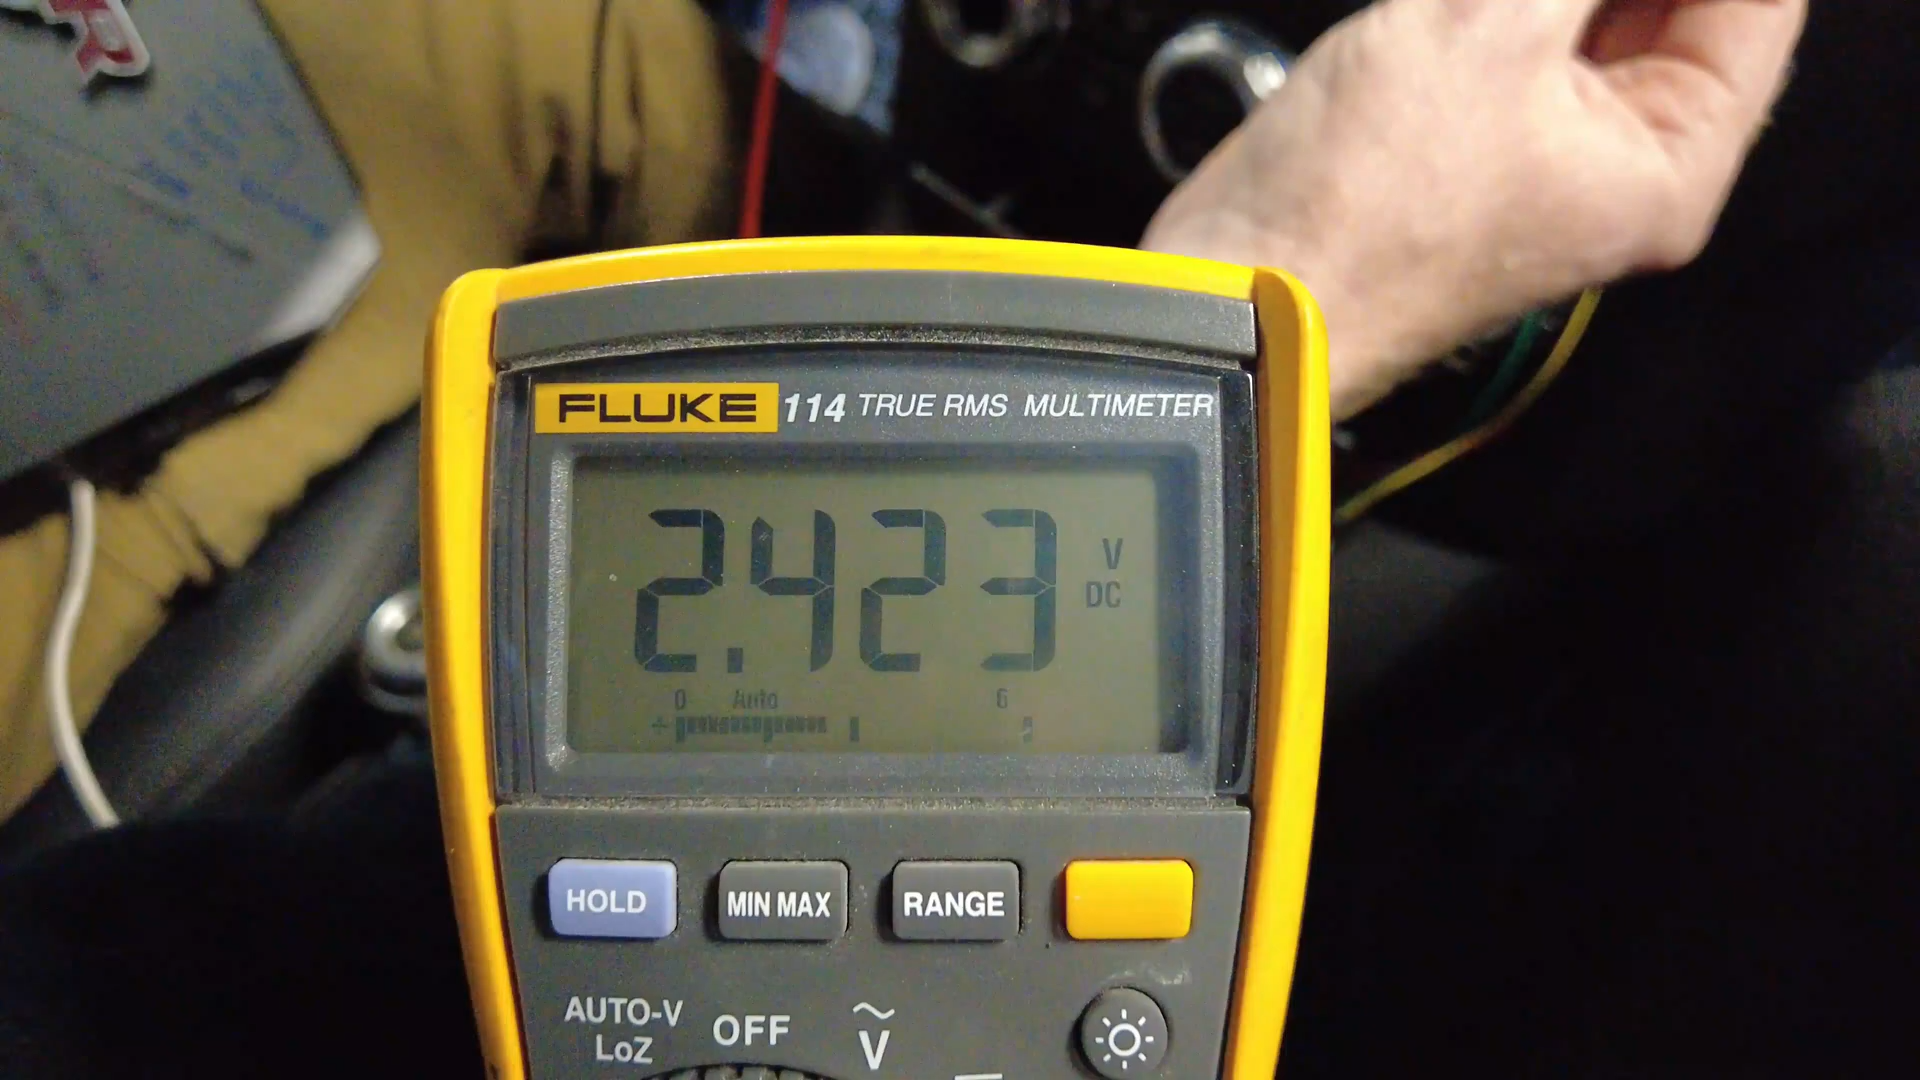 FLUKE 114 TRUE RMS MULTIMETER
2.423 V DC
0 Auto 6
HOLD MIN MAX RANGE
AUTO-V LoZ OFF V